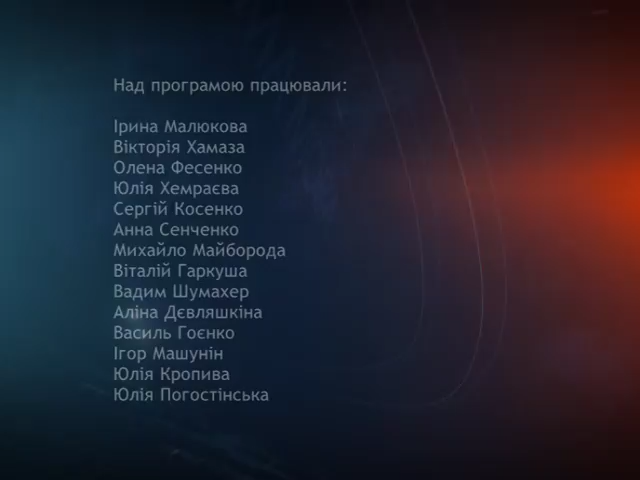 Над програмою працювали:
Ірина Малюкова
Вікторія Хамаза
Олена Фесенко
Юлія Хемраєва
Сергій Косенко
Анна Сенченко
Михайло Майборода
Віталій Гаркуша
Вадим Шумахер
Аліна Дєвляшкіна
Василь Гоєнко
Ігор Машунін
Юлія Кропива
Юлія Погостінська